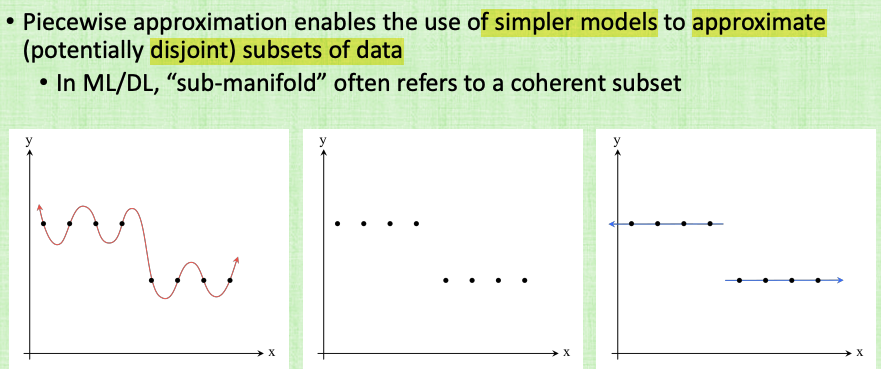 • Piecewise approximation enables the use of simpler models to approximate
(potentially disjoint) subsets of data
• In ML/DL, “sub-manifold” often refers to a coherent subset
y
x
y
x
y
x